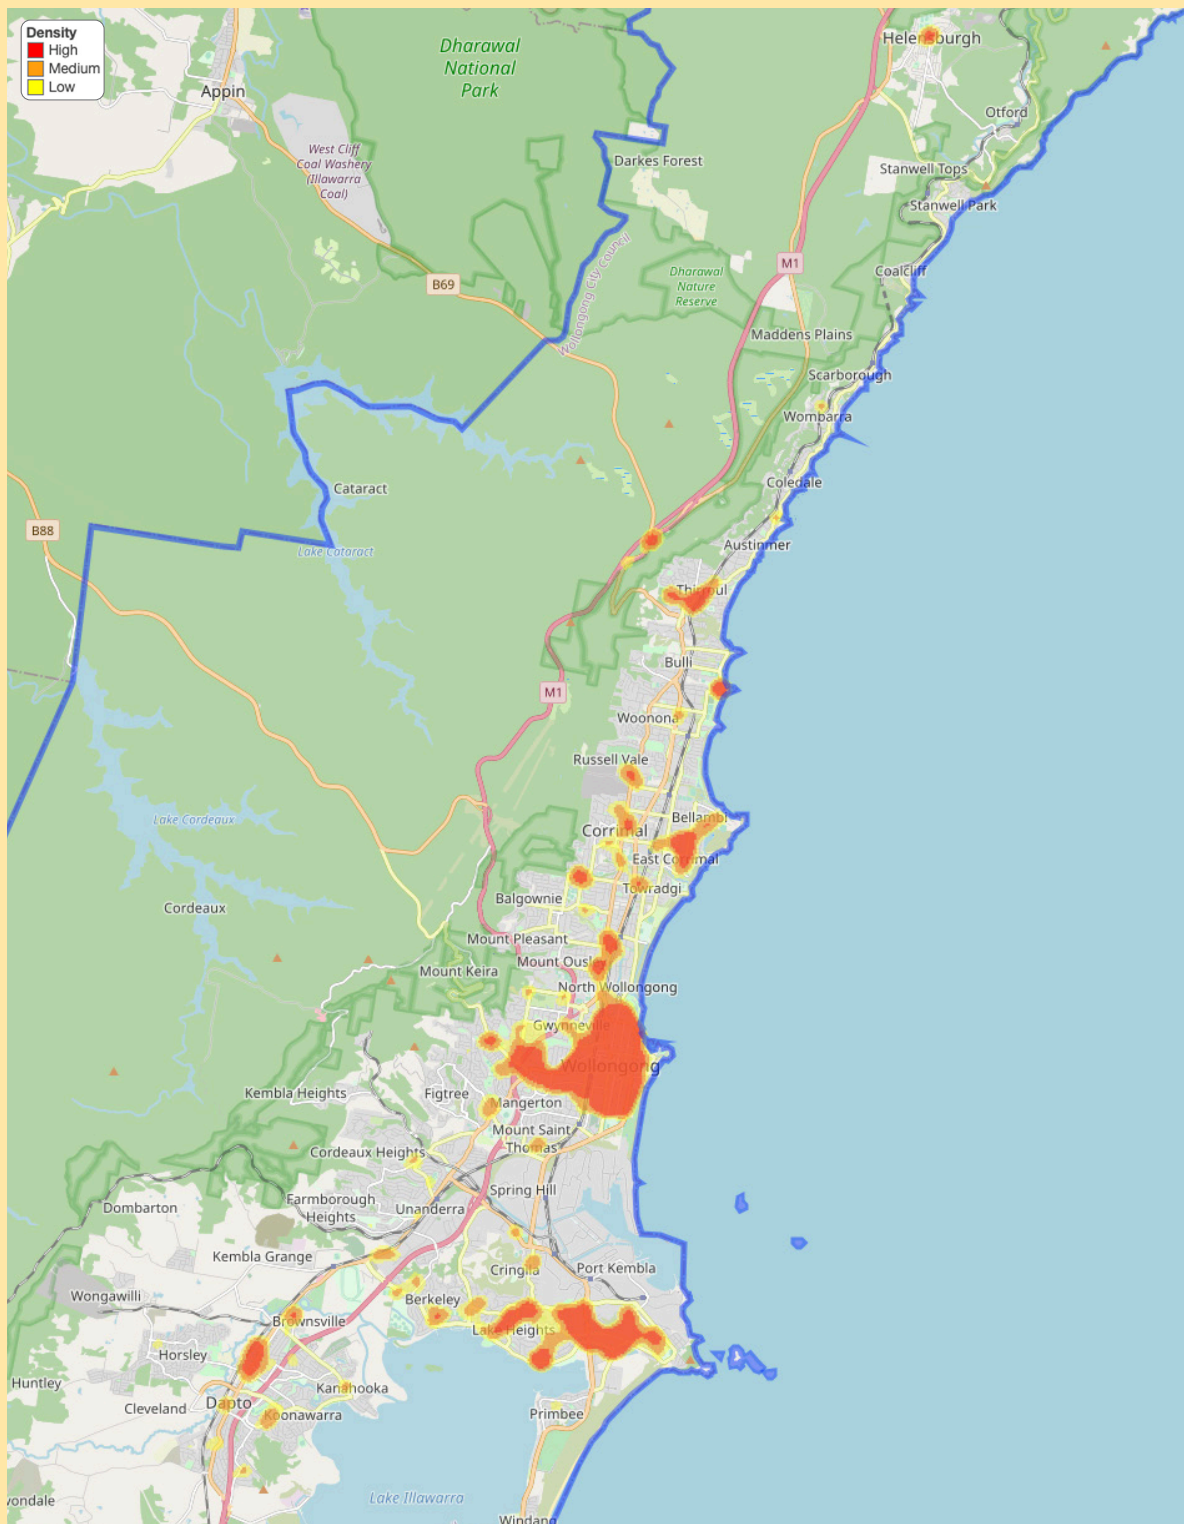 Density
High
Medium
Low
Dharawal
National
Park
Helensburgh
Appin
Otford
West Cliff
Coal Washery
(Illawarra
Coal)
Darkes Forest
Stanwell Tops
Stanwell Park
Wollongong City Council
M1
Coalcliff
Dharawal
Nature
Reserve
B69
Maddens Plains
Scarborough
Wombarra
Coledale
Cataract
B88
Austinmer
Lake Cataract
Thirroul
Bulli
M1
Woonona
Russell Vale
Lake Cordeaux
Bellambi
Corrimal
East Corrimal
Towradgi
Balgownie
Cordeaux
Mount Pleasant
Mount Ousley
Mount Keira
North Wollongong
Gwynneville
Wollongong
Kembla Heights
Figtree
Mangerton
Mount Saint
Thomas
Cordeaux Heights
Spring Hill
Farmborough
Heights
Dombarton
Unanderra
Kembla Grange
Cringila
Port Kembla
Wongawilli
Berkeley
Brownsville
Lake Heights
Horsley
Huntley
Kanahooka
Dapto
Cleveland
Koonawarra
Primbee
Lake Illawarra
vondale
Windang